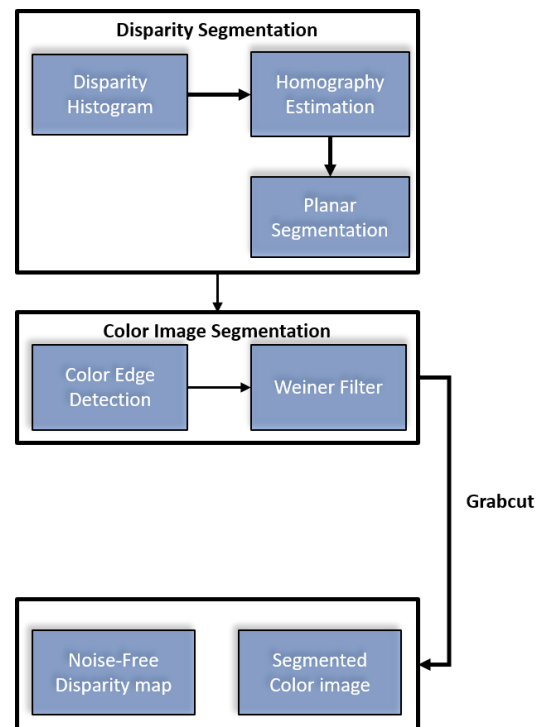 Disparity Segmentation
Disparity
Histogram
Homography
Estimation
Planar
Segmentation
Color Image Segmentation
Color Edge
Detection
Weiner Filter
Grabcut
Noise-Free
Disparity map
Segmented
Color image